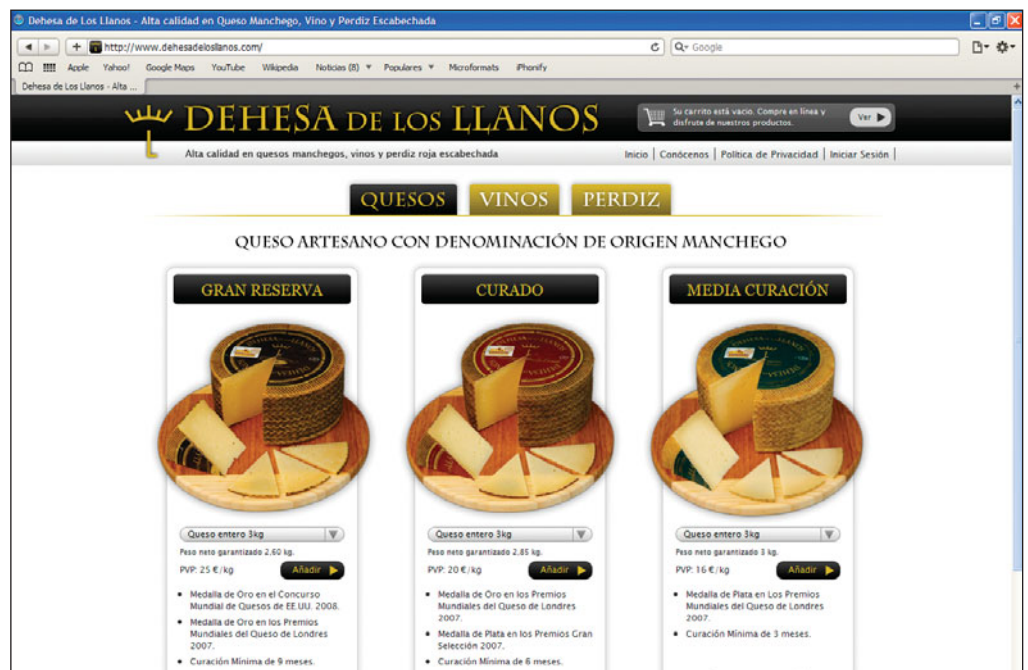 Dehesa de Los Llanos - Alta calidad en Queso Manchego, Vino y Perdiz Escabechada
http://www.dehesadelosllanos.com/
Google
Apple Yahoo! Google Maps YouTube Wikipedia Noticias (8) Populares Microformats iPhonify
Dehesa de Los Llanos - Alta ...
DEHESA DE LOS LLANOS
Su carrito está vacio. Compre en línea y
disfrute de nuestros productos.
Ver
Alta calidad en quesos manchegos, vinos y perdiz roja escabechada
Inicio | Conócenos | Política de Privacidad | Iniciar Sesión |
QUESOS VINOS PERDIZ
QUESO ARTESANO CON DENOMINACIÓN DE ORIGEN MANCHEGO
GRAN RESERVA
Queso entero 3kg
Peso neto garantizado 2,60 kg.
PVP: 25 €/kg
Añadir
Medalla de Oro en el Concurso
Mundial de Quesos de EE.UU. 2008.
Medalla de Oro en los Premios
Mundiales del Queso de Londres
2007.
Curación Mínima de 9 meses.
CURADO
Queso entero 3kg
Peso neto garantizado 2,85 kg.
PVP: 20 €/kg
Añadir
Medalla de Oro en los Premios
Mundiales del Queso de Londres
2007.
Medalla de Plata en los Premios Gran
Selección 2007.
Curación Mínima de 6 meses.
MEDIA CURACIÓN
Queso entero 3kg
Peso neto garantizado 3 kg.
PVP: 16 €/kg
Añadir
Medalla de Plata en Los Premios
Mundiales del Queso de Londres
2007.
Curación Mínima de 3 meses.